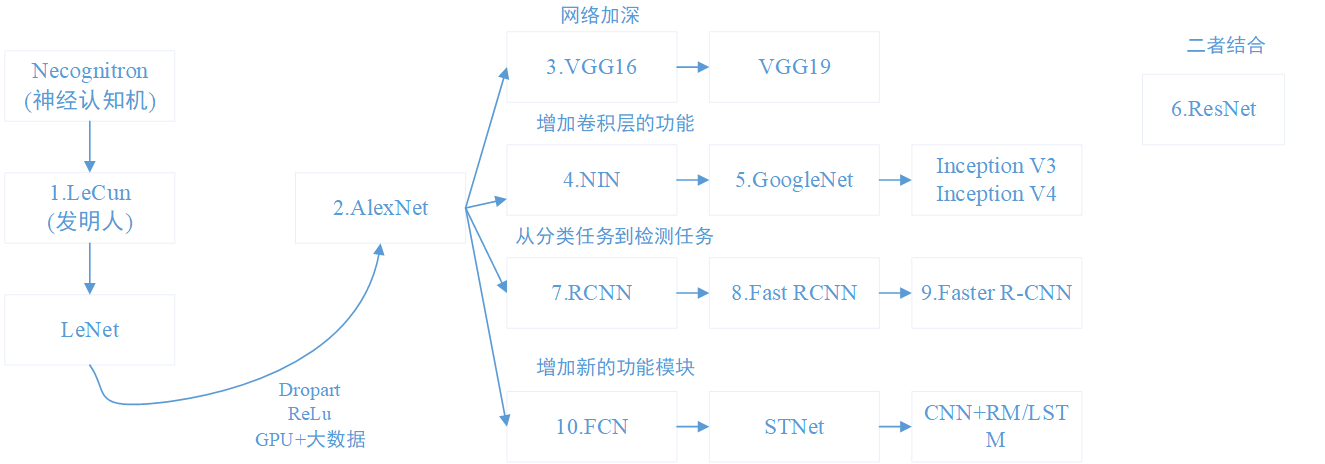 网络加深
二者结合
Necognitron
(神经认知机)
3.VGG16
VGG19
6.ResNet
增加卷积层的功能
1.LeCun
(发明人)
2.AlexNet
4.NIN
5.GoogleNet
Inception V3
Inception V4
从分类任务到检测任务
LeNet
7.RCNN
8.Fast RCNN
9.Faster R-CNN
增加新的功能模块
Dropart
ReLu
GPU+大数据
10.FCN
STNet
CNN+RM/LST
M